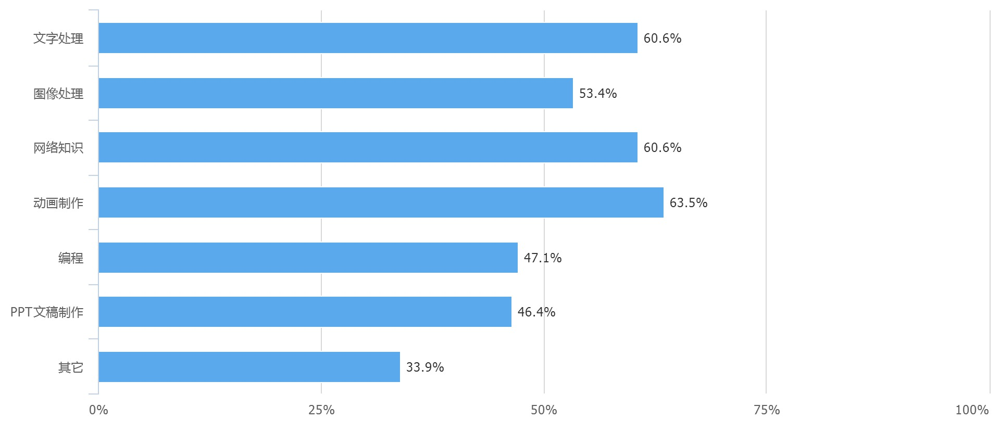 文字处理 60.6%
图像处理 53.4%
网络知识 60.6%
动画制作 63.5%
编程 47.1%
PPT文稿制作 46.4%
其它 33.9%
0% 25% 50% 75% 100%